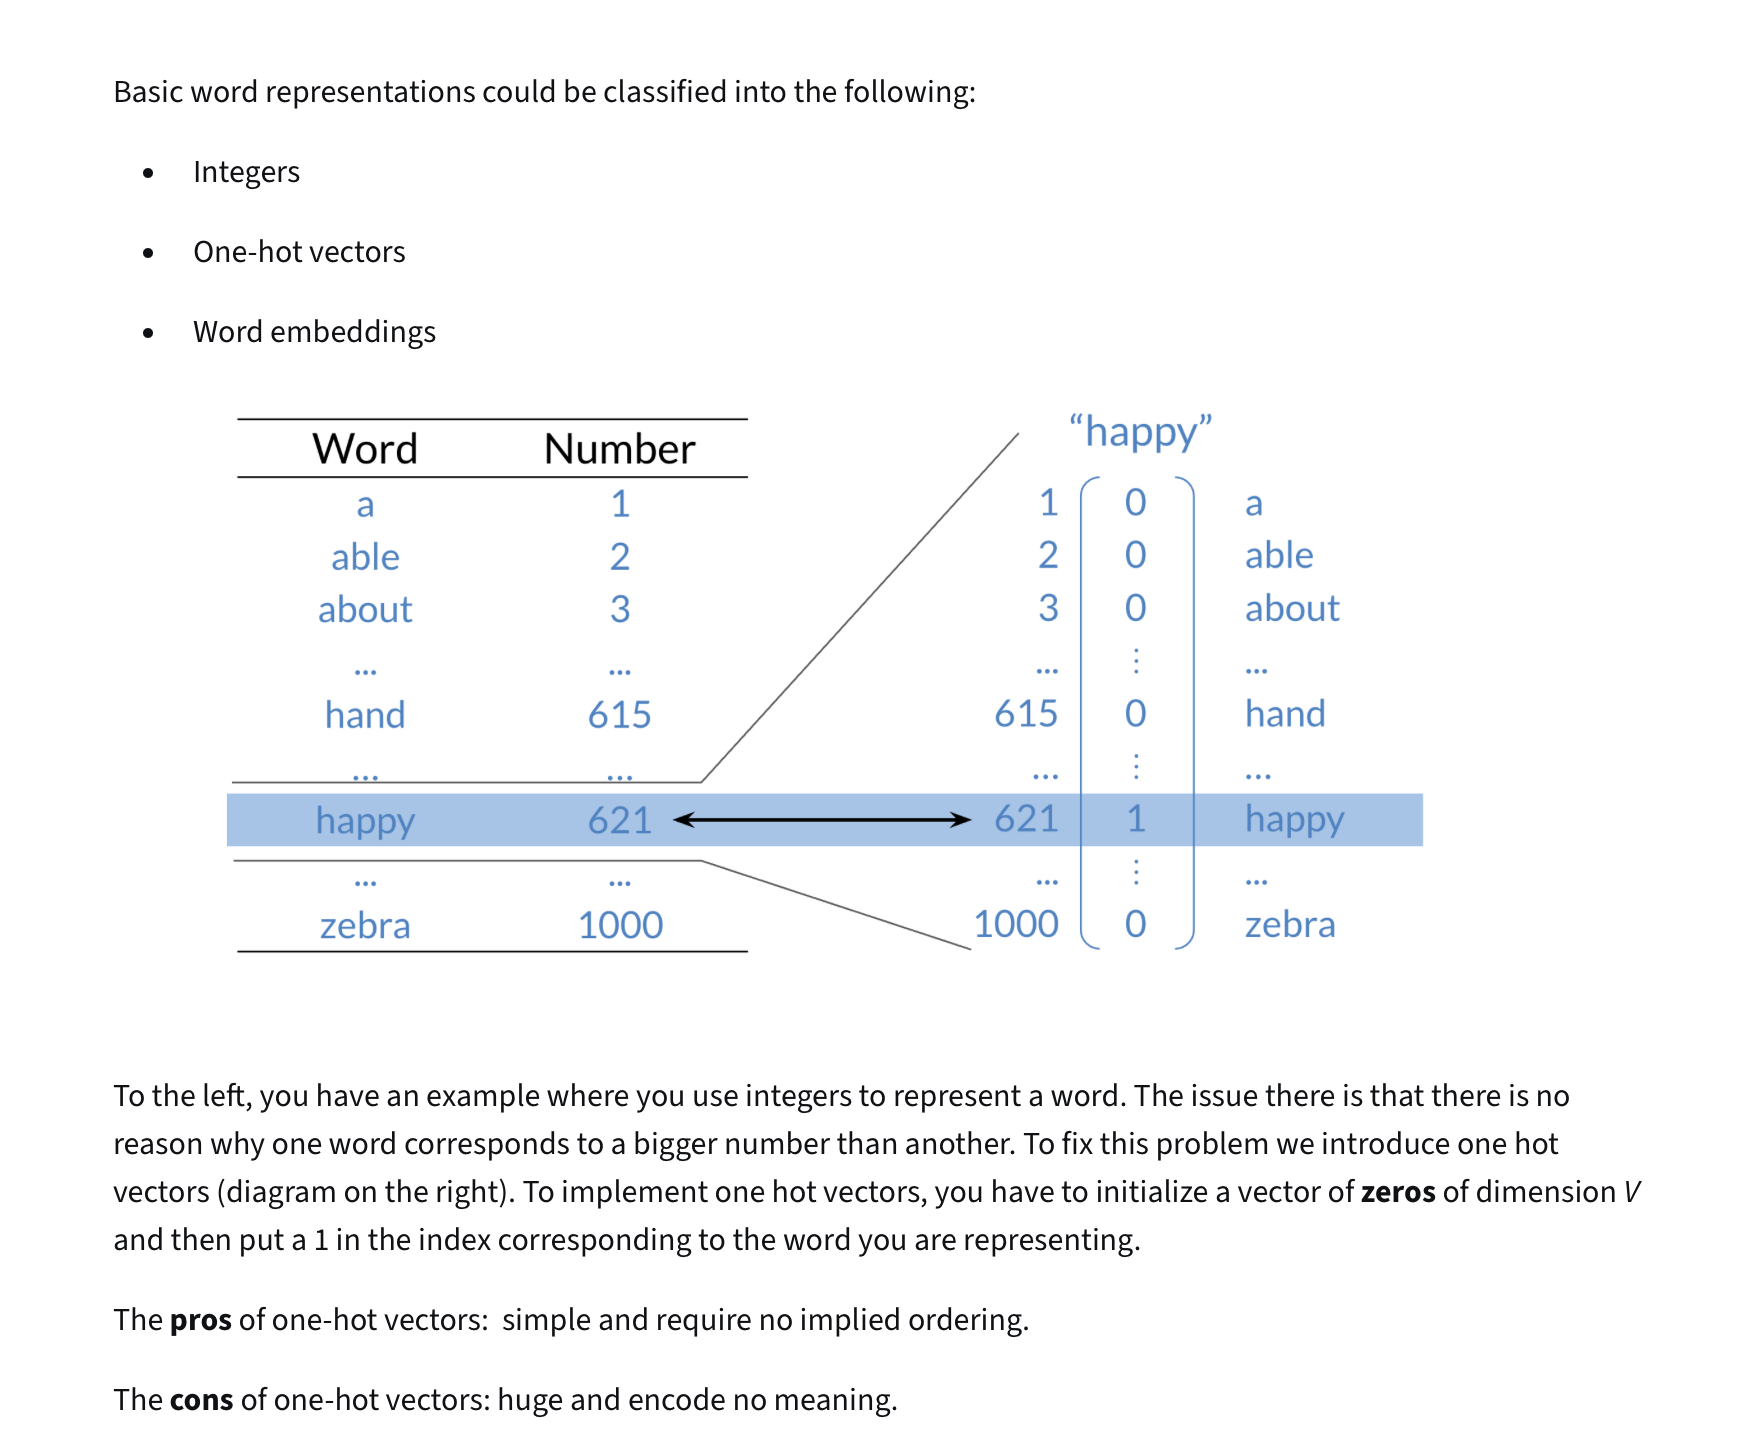 Basic word representations could be classified into the following:
• Integers
• One-hot vectors
• Word embeddings
Word Number
a 1
able 2
about 3
... ...
hand 615
... ...
happy 621
... ...
zebra 1000
“happy”
1 0 a
2 0 able
3 0 about
... ⋮ ...
615 0 hand
... ⋮ ...
621 1 happy
... ⋮ ...
1000 0 zebra
To the left, you have an example where you use integers to represent a word. The issue there is that there is no
reason why one word corresponds to a bigger number than another. To fix this problem we introduce one hot
vectors (diagram on the right). To implement one hot vectors, you have to initialize a vector of zeros of dimension V
and then put a 1 in the index corresponding to the word you are representing.
The pros of one-hot vectors:  simple and require no implied ordering.
The cons of one-hot vectors: huge and encode no meaning.